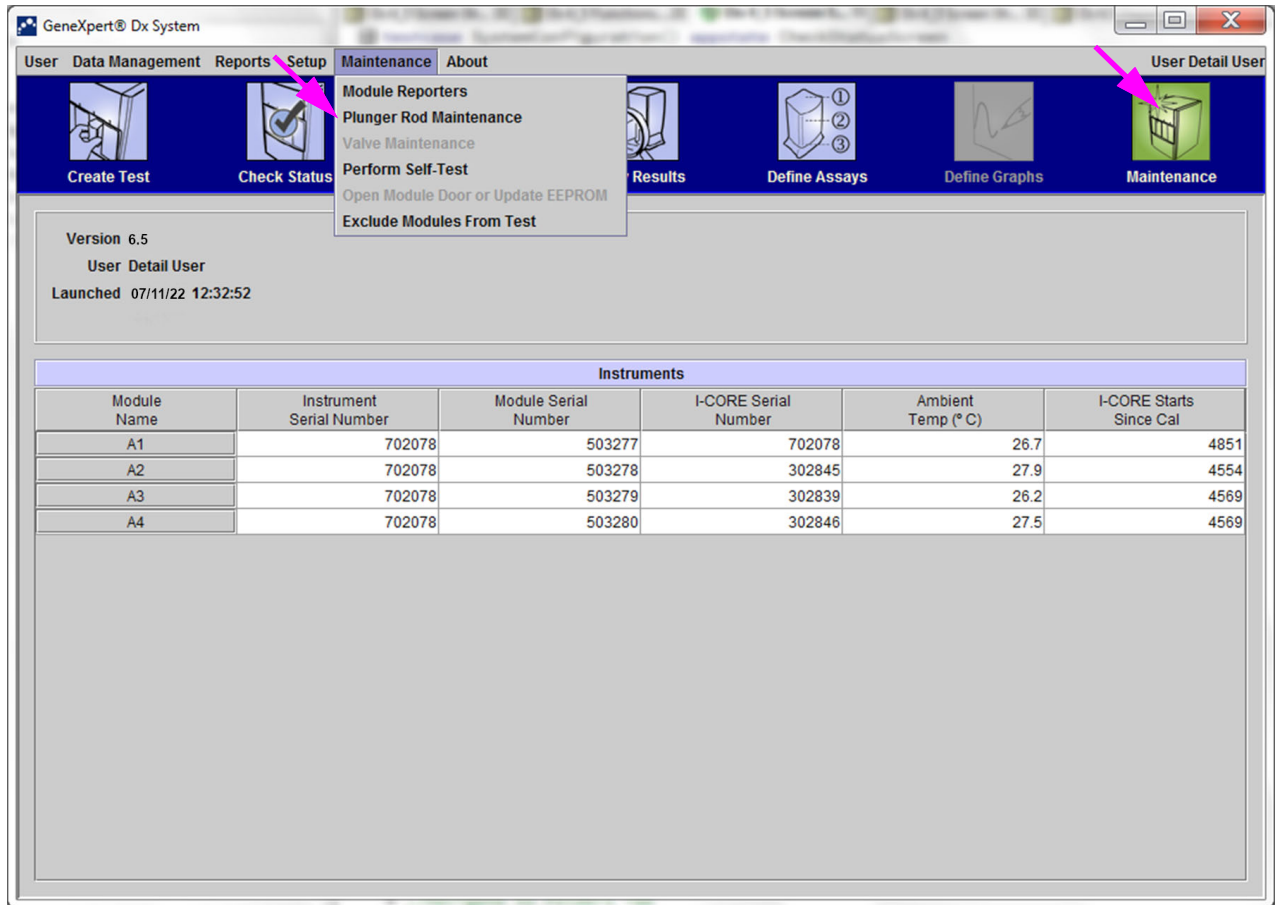 GeneXpert® Dx System
User Data Management Reports Setup Maintenance About User Detail User
Module Reporters
Plunger Rod Maintenance
Valve Maintenance
Perform Self-Test
Open Module Door or Update EEPROM
Exclude Modules From Test
Create Test Check Status Results Define Assays Define Graphs Maintenance
Version 6.5
User Detail User
Launched 07/11/22 12:32:52
Instruments
Module Name Instrument Serial Number Module Serial Number I-CORE Serial Number Ambient Temp (º C) I-CORE Starts Since Cal
A1 702078 503277 702078 26.7 4851
A2 702078 503278 302845 27.9 4554
A3 702078 503279 302839 26.2 4569
A4 702078 503280 302846 27.5 4569